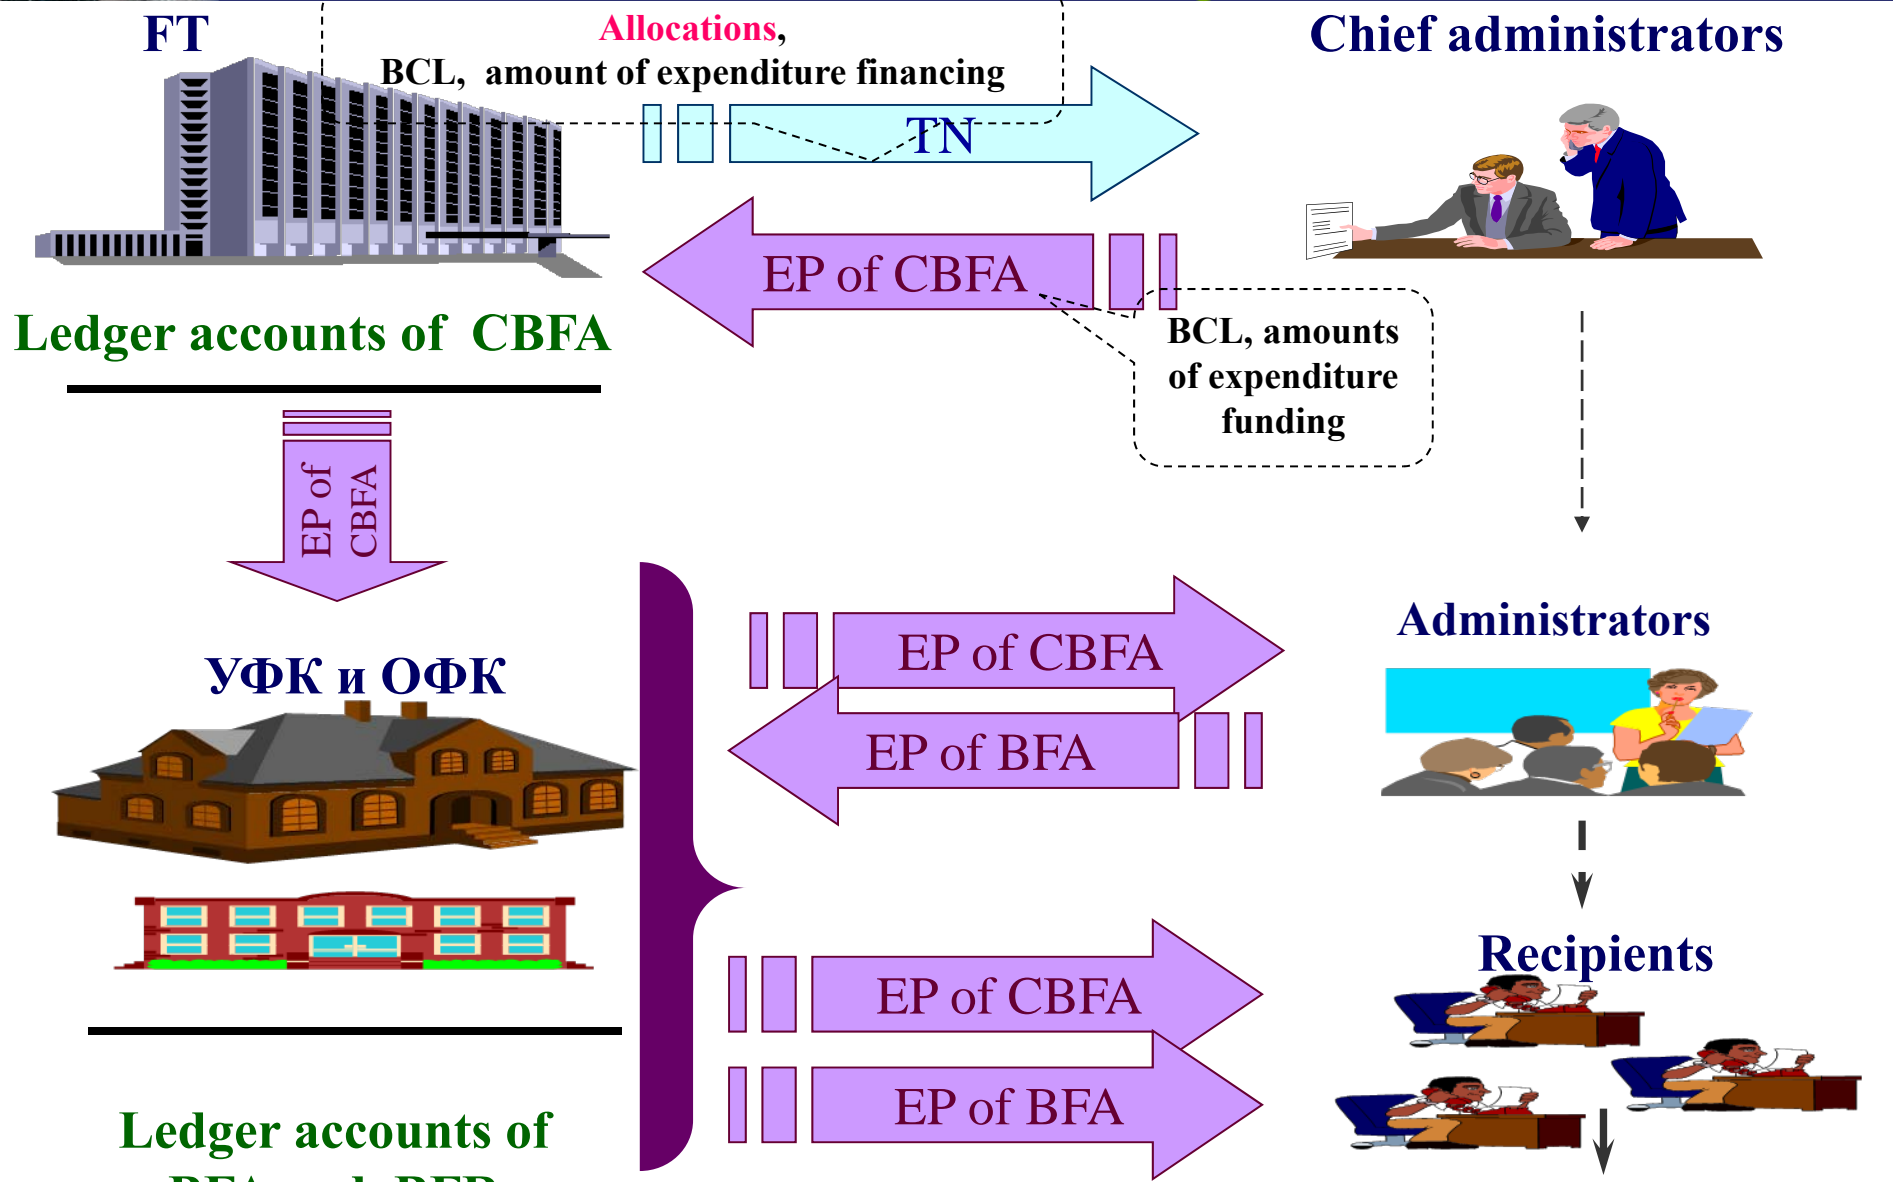 FT
Allocations,
BCL, amount of expenditure financing
Chief administrators
TN
EP of CBFA
Ledger accounts of CBFA
BCL, amounts
of expenditure
funding
EP of
CBFA
EP of CBFA
Administrators
УФК и ОФК
EP of BFA
Recipients
EP of CBFA
EP of BFA
Ledger accounts of